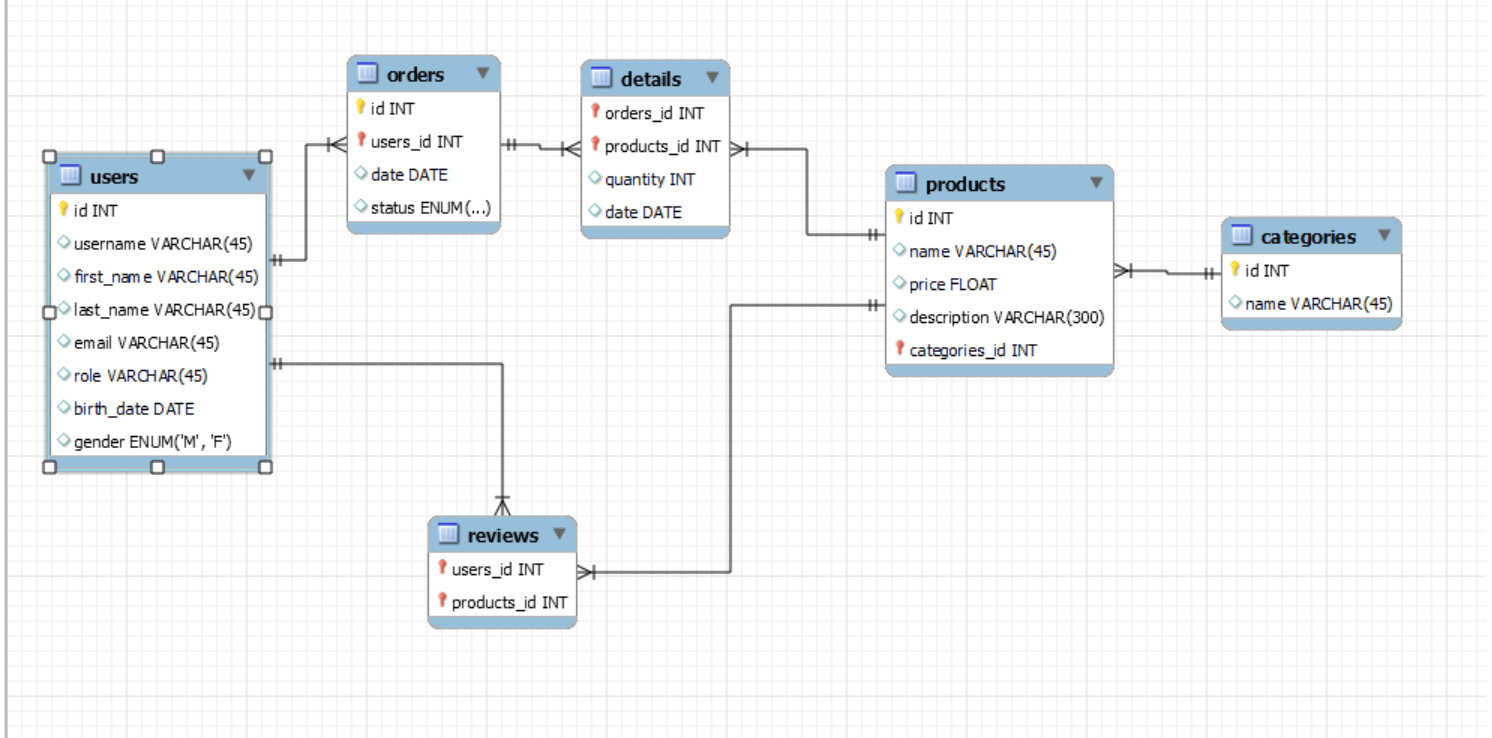 orders
id INT
users_id INT
date DATE
status ENUM(...)
details
orders_id INT
products_id INT
quantity INT
date DATE
users
id INT
username VARCHAR(45)
first_name VARCHAR(45)
last_name VARCHAR(45)
email VARCHAR(45)
role VARCHAR(45)
birth_date DATE
gender ENUM('M', 'F')
products
id INT
name VARCHAR(45)
price FLOAT
description VARCHAR(300)
categories_id INT
categories
id INT
name VARCHAR(45)
reviews
users_id INT
products_id INT